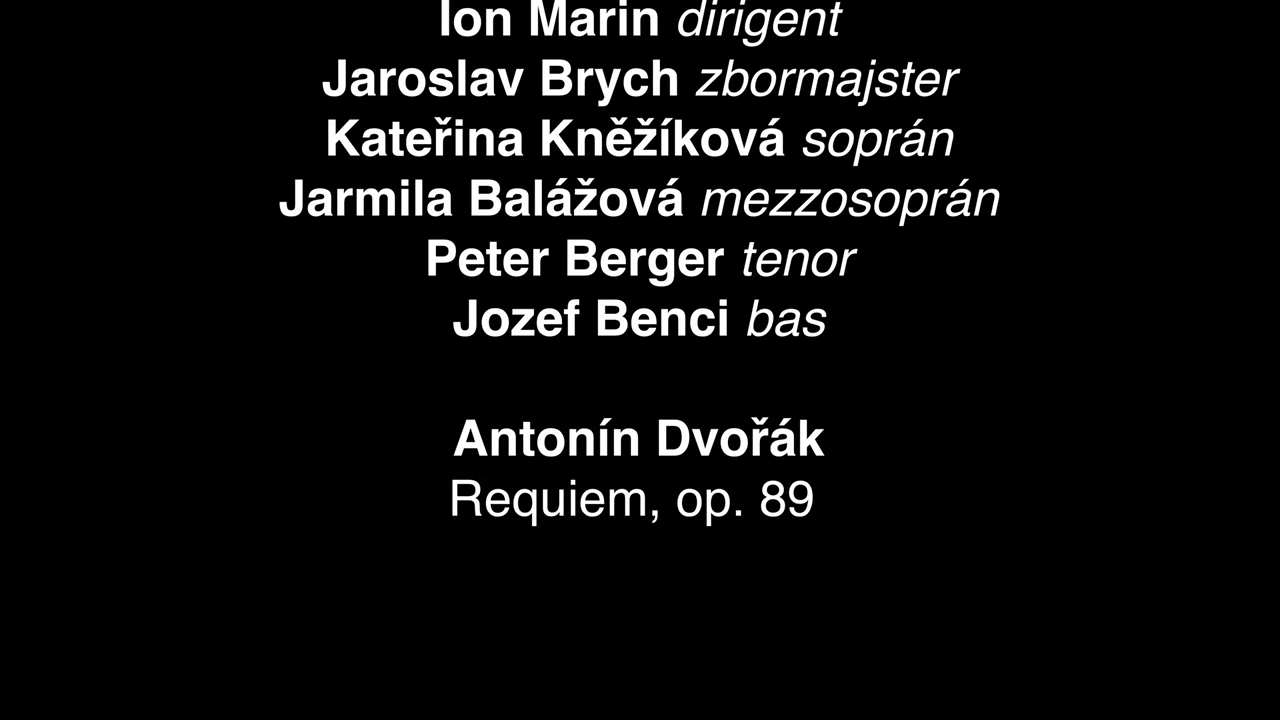 Ion Marin dirigent
Jaroslav Brych zbormajster
Kateřina Kněžíková soprán
Jarmila Balážová mezzosoprán
Peter Berger tenor
Jozef Benci bas
Antonín Dvořák
Requiem, op. 89